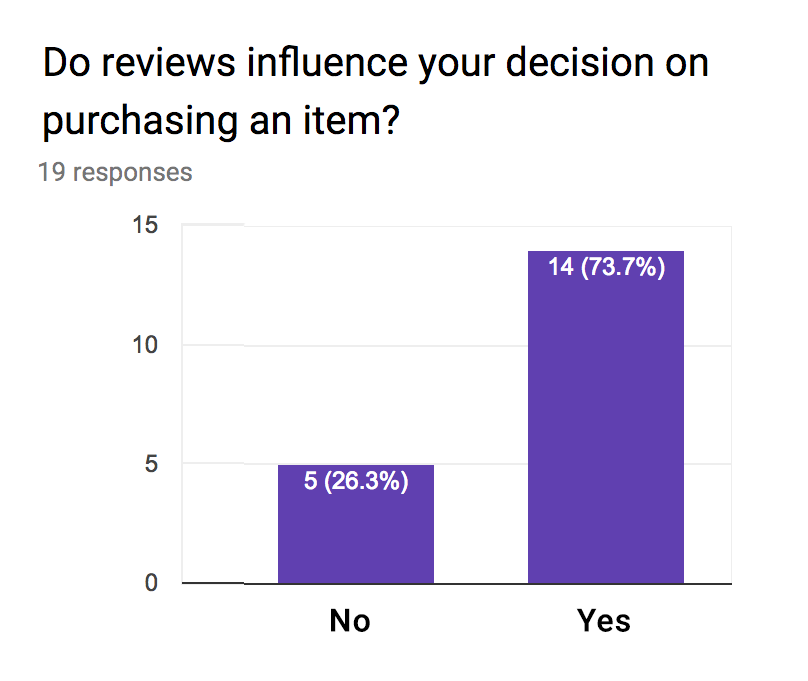 Do reviews influence your decision on
purchasing an item?
19 responses
15
14 (73.7%)
10
5
5 (26.3%)
0
No Yes